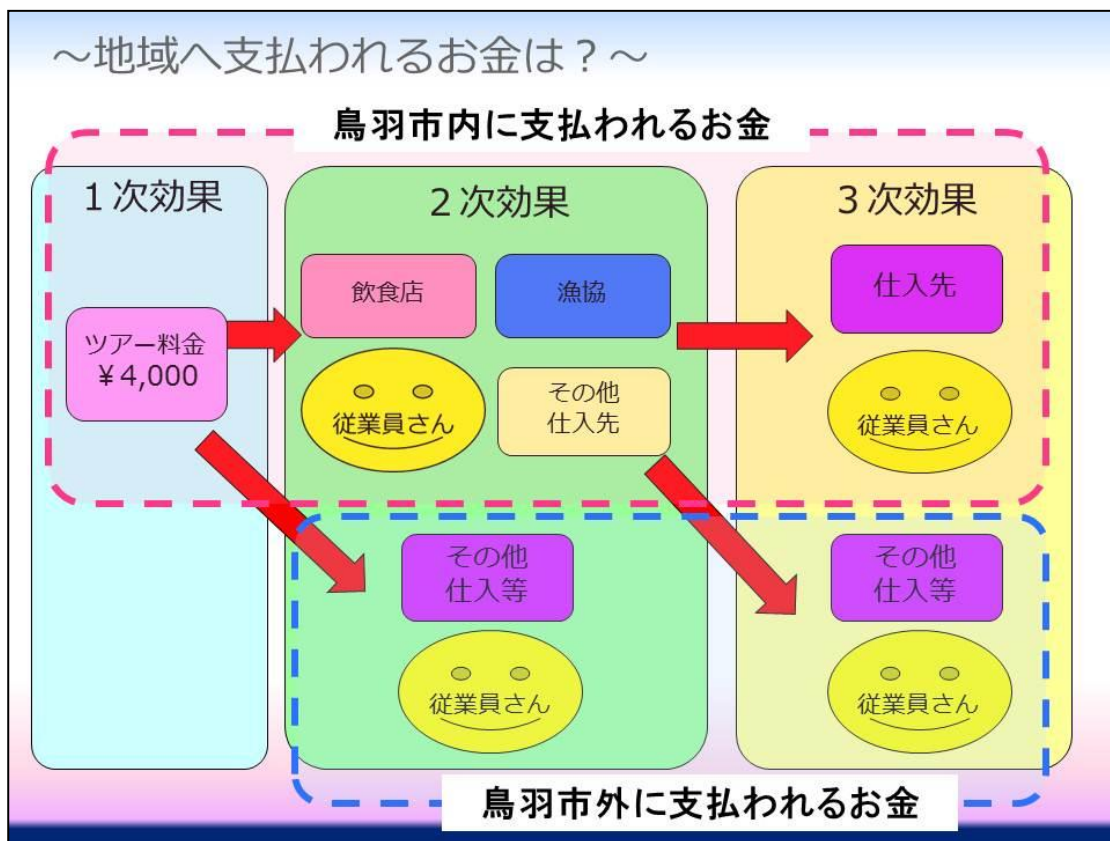 ～地域へ支払われるお金は？～
鳥羽市内に支払われるお金
１次効果
ツアー料金
￥4,000
２次効果
飲食店
漁協
従業員さん
その他
仕入先
３次効果
仕入先
従業員さん
その他
仕入等
従業員さん
その他
仕入等
従業員さん
鳥羽市外に支払われるお金